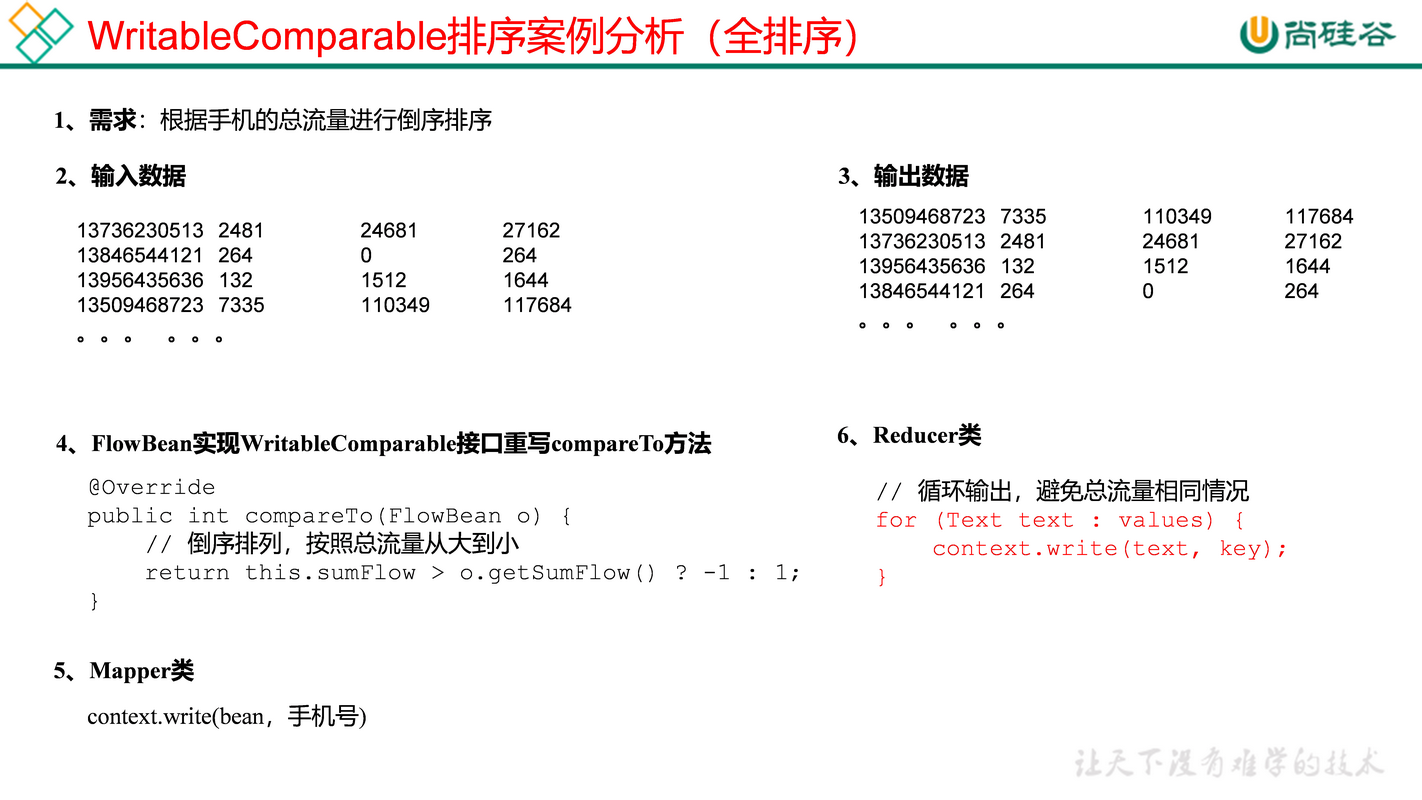 WritableComparable排序案例分析（全排序）
尚硅谷
1、需求：根据手机的总流量进行倒序排序
2、输入数据
13736230513 2481 24681 27162
13846544121 264 0 264
13956435636 132 1512 1644
13509468723 7335 110349 117684
。。。 。。。
3、输出数据
13509468723 7335 110349 117684
13736230513 2481 24681 27162
13956435636 132 1512 1644
13846544121 264 0 264
。。。 。。。
4、FlowBean实现WritableComparable接口重写compareTo方法
@Override
public int compareTo(FlowBean o) {
    // 倒序排列，按照总流量从大到小
    return this.sumFlow > o.getSumFlow() ? -1 : 1;
}
5、Mapper类
context.write(bean，手机号)
6、Reducer类
// 循环输出，避免总流量相同情况
for (Text text : values) {
    context.write(text, key);
}
让天下没有难学的技术